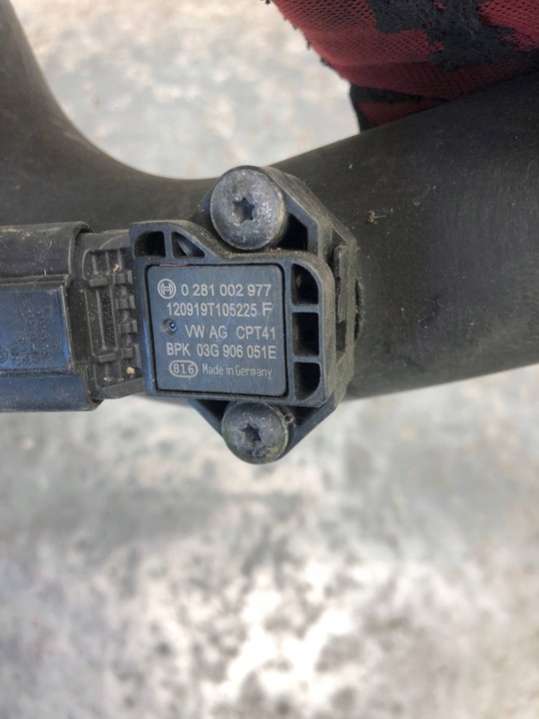 0 281 002 977
120919T105225 F
VW AG CPT41
BPK 03G 906 051E
816 Made in Germany